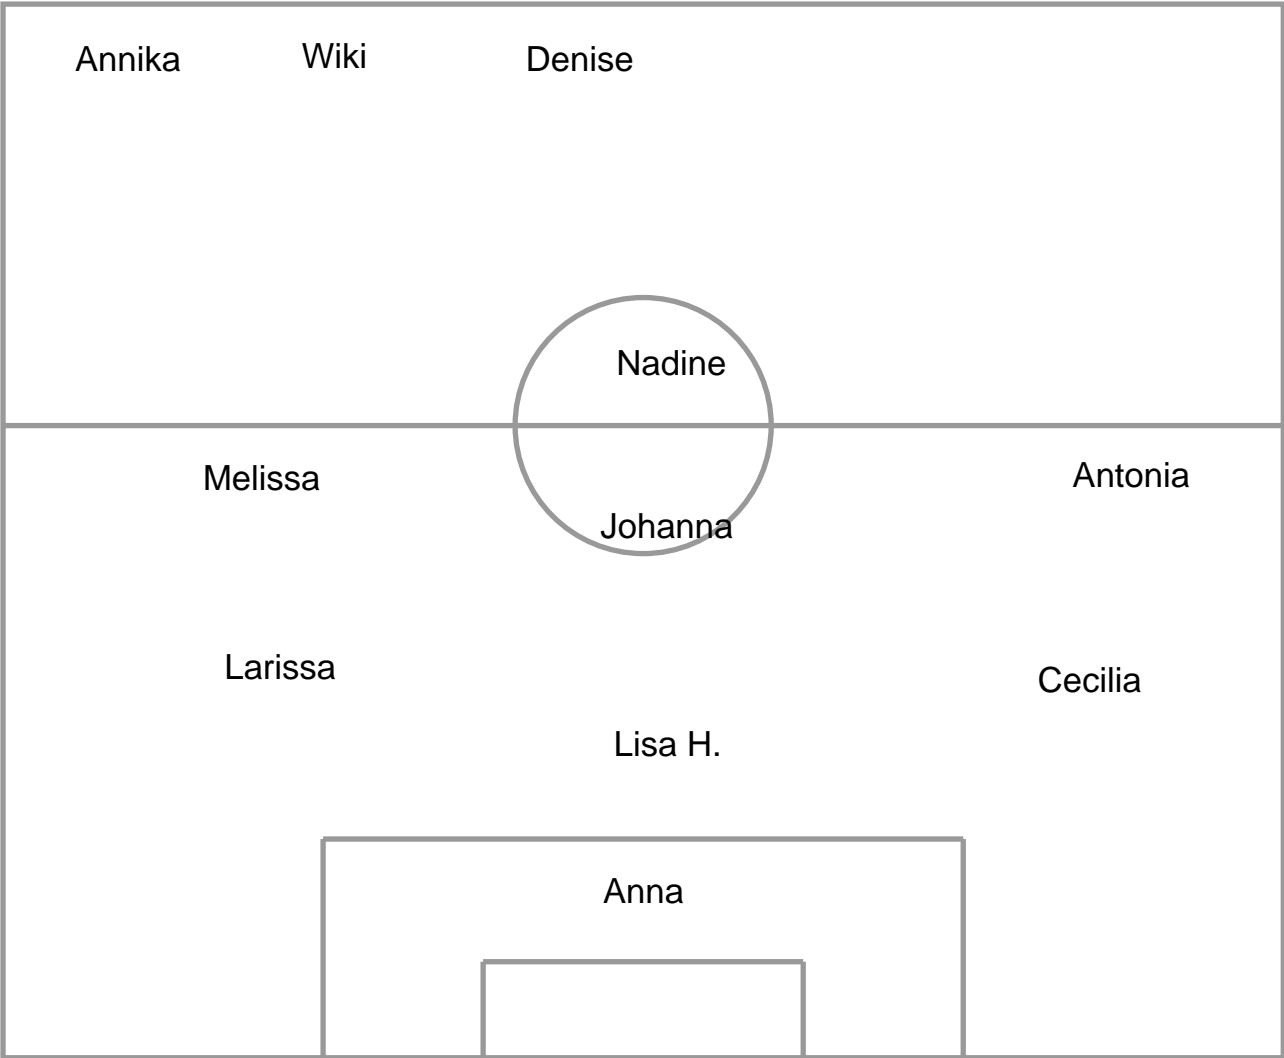 Annika Wiki Denise
Nadine
Melissa Antonia
Johanna
Larissa Cecilia
Lisa H.
Anna